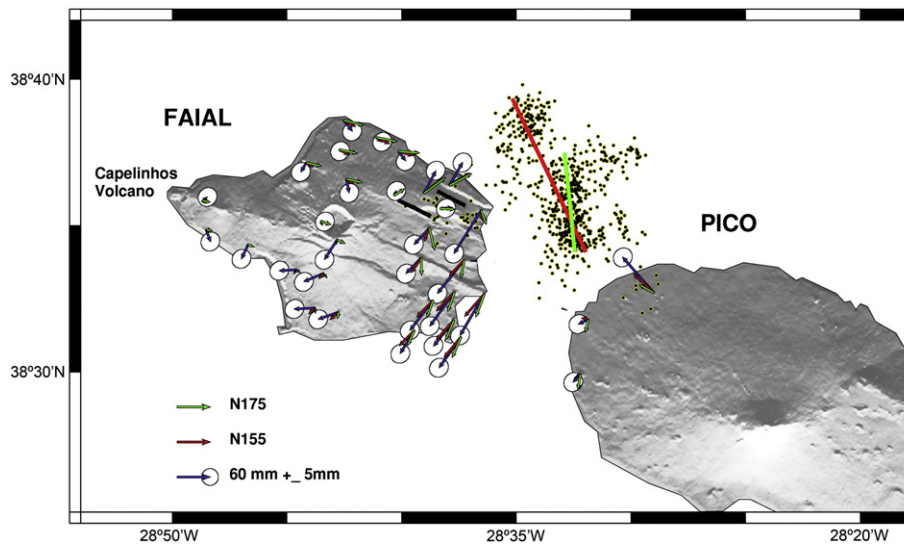 38°40'N
FAIAL
Capelinhos
Volcano
PICO
38°30'N
N175
N155
60 mm +_ 5mm
28°50'W
28°35'W
28°20'W